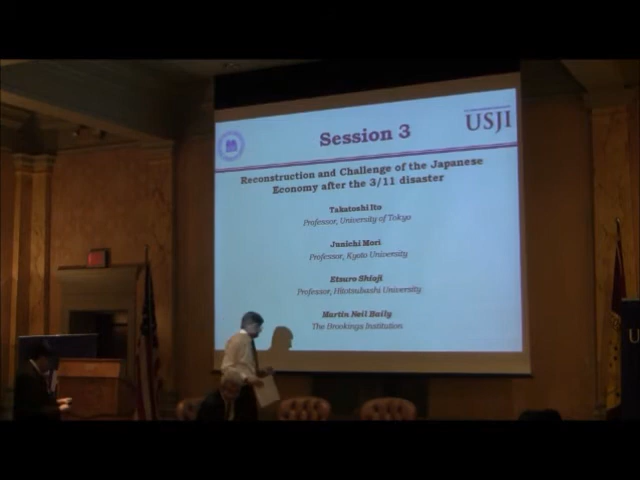 Session 3
USJI
Reconstruction and Challenge of the Japanese
Economy after the 3/11 disaster
Takatoshi Ito
Professor, University of Tokyo
Junichi Mori
Professor, Kyoto University
Etsuro Shioji
Professor, Hitotsubashi University
Martin Neil Baily
The Brookings Institution